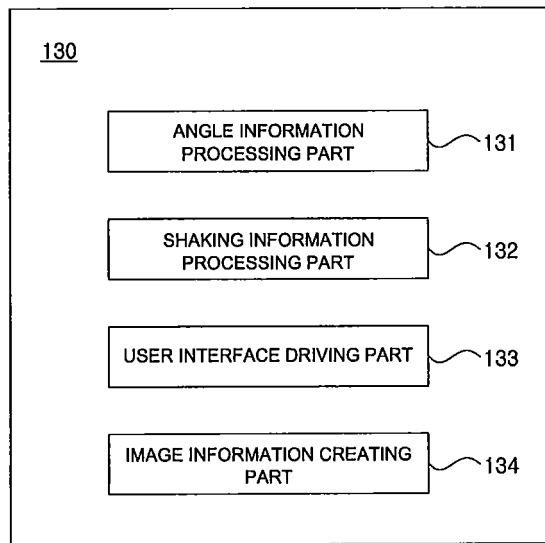 130
ANGLE INFORMATION
PROCESSING PART
131
SHAKING INFORMATION
PROCESSING PART
132
USER INTERFACE DRIVING PART
133
IMAGE INFORMATION CREATING
PART
134